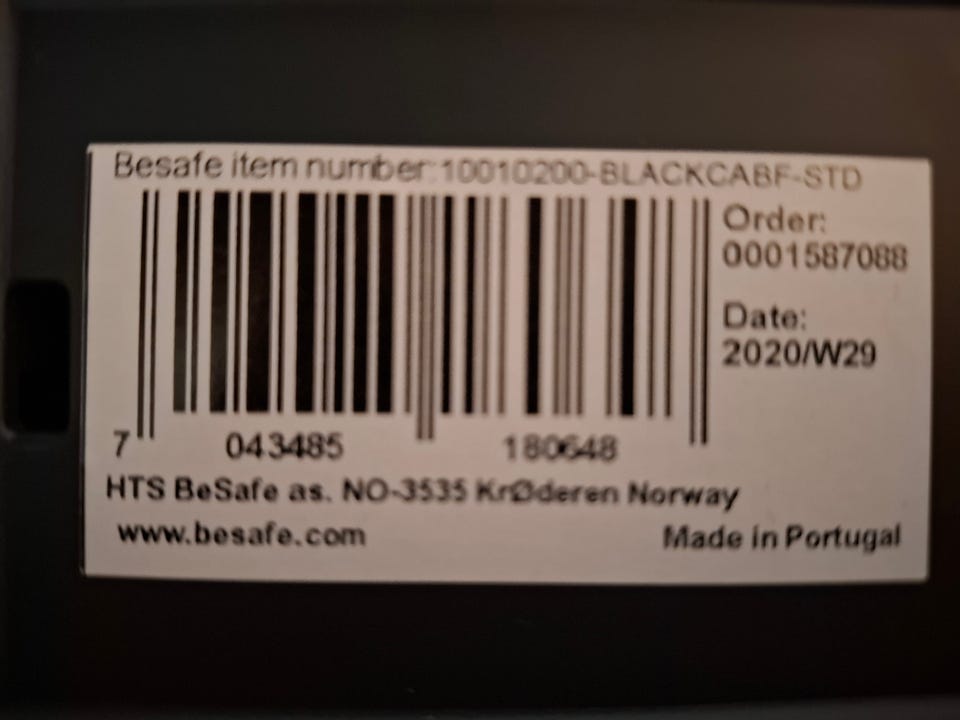 Besafe item number:10010200-BLACKCABF-STD
Order:
0001587088
Date:
2020/W29
7 043485 180648
HTS BeSafe as. NO-3535 KrØderen Norway
www.besafe.com Made in Portugal